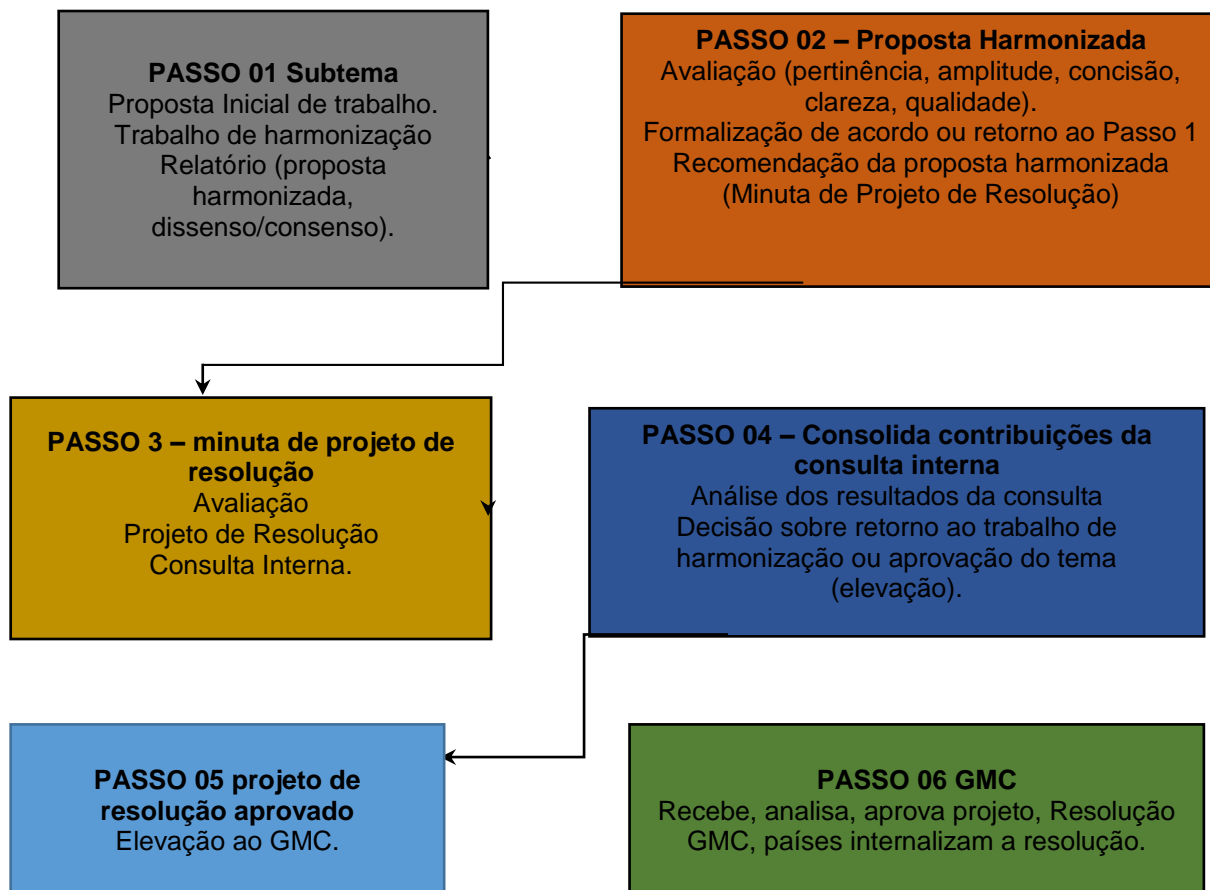 PASSO 01 Subtema
Proposta Inicial de trabalho.
Trabalho de harmonização
Relatório (proposta
harmonizada,
dissenso/consenso).
PASSO 02 – Proposta Harmonizada
Avaliação (pertinência, amplitude, concisão,
clareza, qualidade).
Formalização de acordo ou retorno ao Passo 1
Recomendação da proposta harmonizada
(Minuta de Projeto de Resolução)
PASSO 3 – minuta de projeto de
resolução
Avaliação
Projeto de Resolução
Consulta Interna.
PASSO 04 – Consolida contribuições da
consulta interna
Análise dos resultados da consulta
Decisão sobre retorno ao trabalho de
harmonização ou aprovação do tema
(elevação).
PASSO 05 projeto de
resolução aprovado
Elevação ao GMC.
PASSO 06 GMC
Recebe, analisa, aprova projeto, Resolução
GMC, países internalizam a resolução.